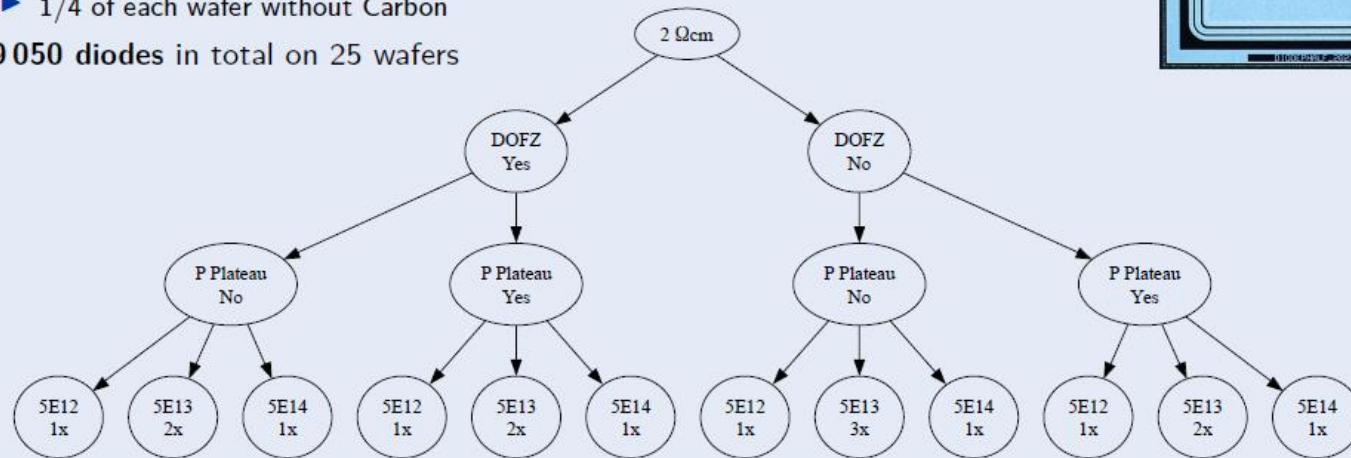 1/4 of each wafer without Carbon
9 050 diodes in total on 25 wafers
2 Ωcm
DOFZ
Yes
DOFZ
No
P Plateau
No
P Plateau
Yes
P Plateau
No
P Plateau
Yes
5E12
1x
5E13
2x
5E14
1x
5E12
1x
5E13
2x
5E14
1x
5E12
1x
5E13
3x
5E14
1x
5E12
1x
5E13
2x
5E14
1x